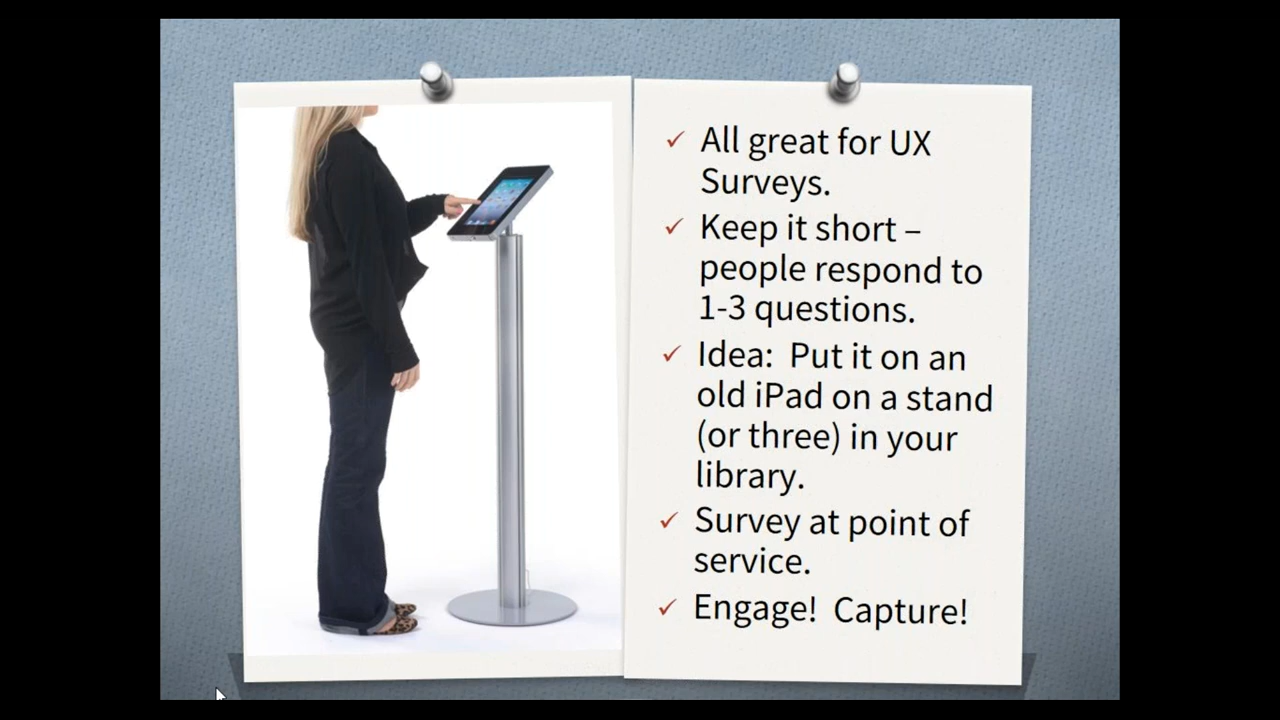 All great for UX
Surveys.
Keep it short –
people respond to
1-3 questions.
Idea:  Put it on an
old iPad on a stand
(or three) in your
library.
Survey at point of
service.
Engage!  Capture!